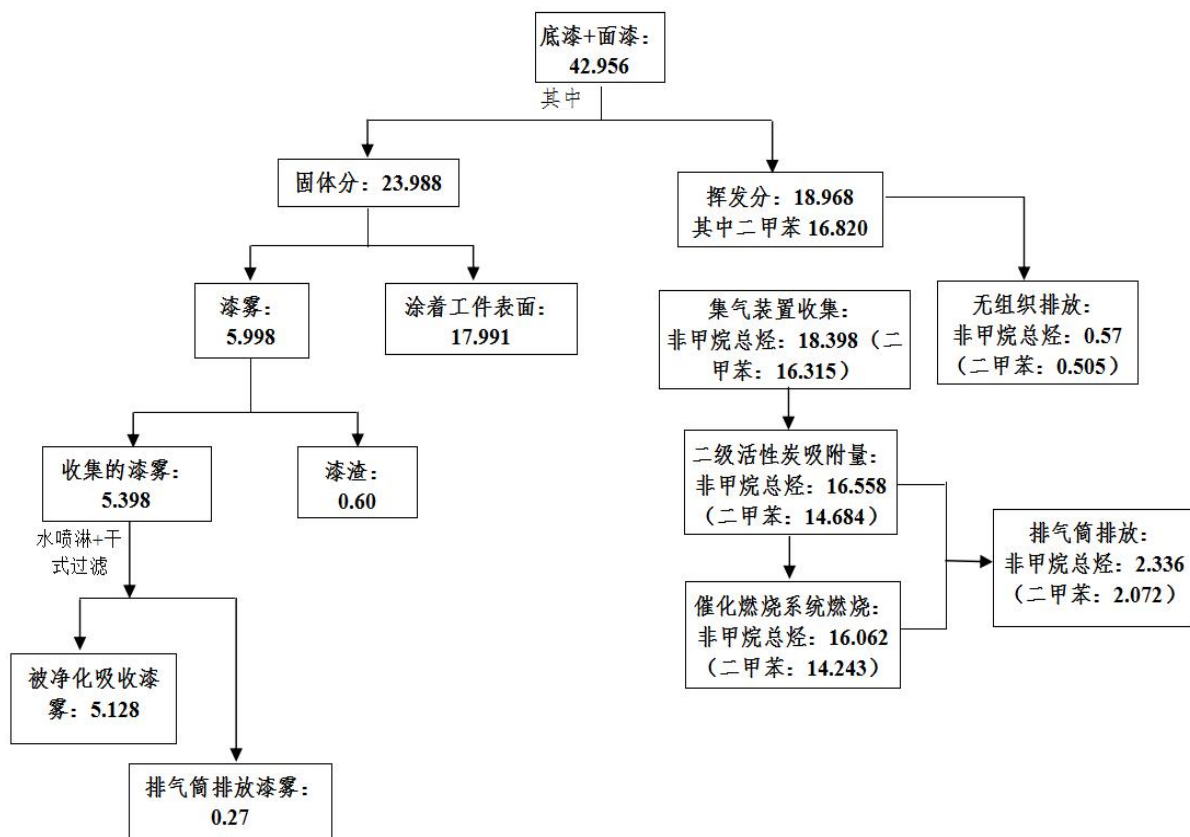 底漆+面漆：
42.956
其中
固体分：23.988
挥发分：18.968
其中二甲苯 16.820
漆雾：
5.998
涂着工件表面：
17.991
集气装置收集：
非甲烷总烃：18.398（二
甲苯：16.315）
无组织排放：
非甲烷总烃：0.57
（二甲苯：0.505）
收集的漆雾：
5.398
漆渣：
0.60
二级活性炭吸附量：
非甲烷总烃：16.558
（二甲苯：14.684）
水喷淋+干
式过滤
排气筒排放：
非甲烷总烃：2.336
（二甲苯：2.072）
催化燃烧系统燃烧：
非甲烷总烃：16.062
（二甲苯：14.243）
被净化吸收漆
雾：5.128
排气筒排放漆雾：
0.27